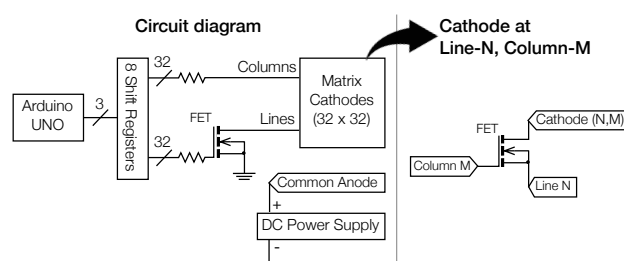 Circuit diagram
Arduino
UNO
3
8 Shift Registers
32
32
FET
Columns
Lines
Matrix
Cathodes
(32 x 32)
Common Anode
+
DC Power Supply
-
Cathode at
Line-N, Column-M
FET
Cathode (N,M)
Column M
Line N